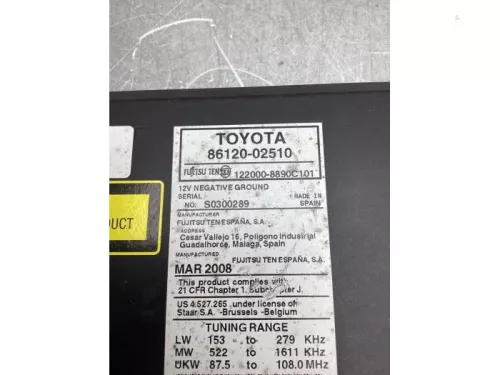 TOYOTA
86120-02510
FUJITSU TEN 122000-8890C101
12V NEGATIVE GROUND
SERIAL
NO. S0300289
MADE IN
SPAIN
MANUFACTURER
FUJITSU TEN ESPAÑA, S.A.
ADDRESS
Cesar Vallejo 16, Poligono Industrial
Guadalhorce, Malaga, Spain
MANUFACTURED
FUJITSU TEN ESPAÑA, S.A.
MAR 2008
This product complies with
21 CFR Chapter 1. Subchapter J.
US 4.527.265 .under license of
Staar S.A. -Brussels -Belgium
TUNING RANGE
LW 153 to 279 KHz
MW 522 to 1611 KHz
UKW 87.5 to 108.0 MHz